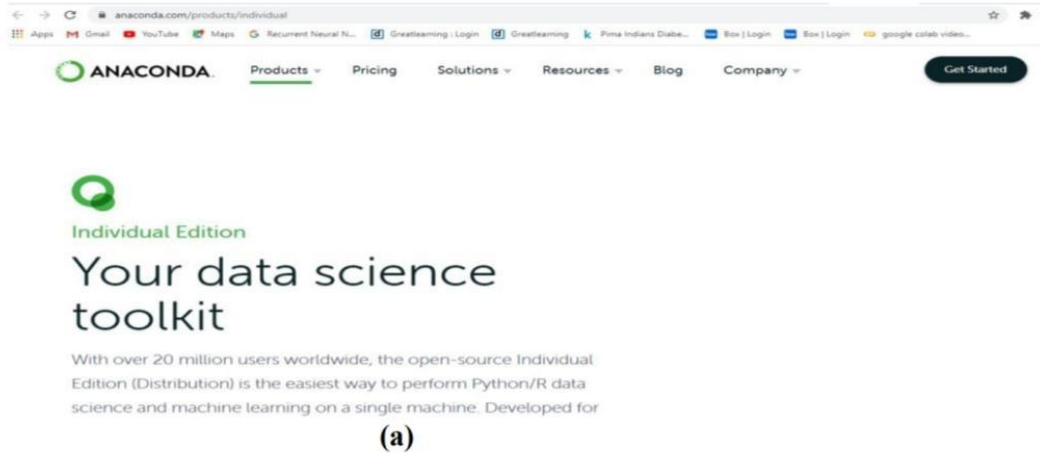 anaconda.com/products/individual
Apps Gmail YouTube Maps Recurrent Neural N... Greatlearning : Login Greatlearning Pima Indians Diabe... Box | Login Box | Login google colab video...
ANACONDA. Products Pricing Solutions Resources Blog Company Get Started
Individual Edition
Your data science
toolkit
With over 20 million users worldwide, the open-source Individual
Edition (Distribution) is the easiest way to perform Python/R data
science and machine learning on a single machine. Developed for
(a)